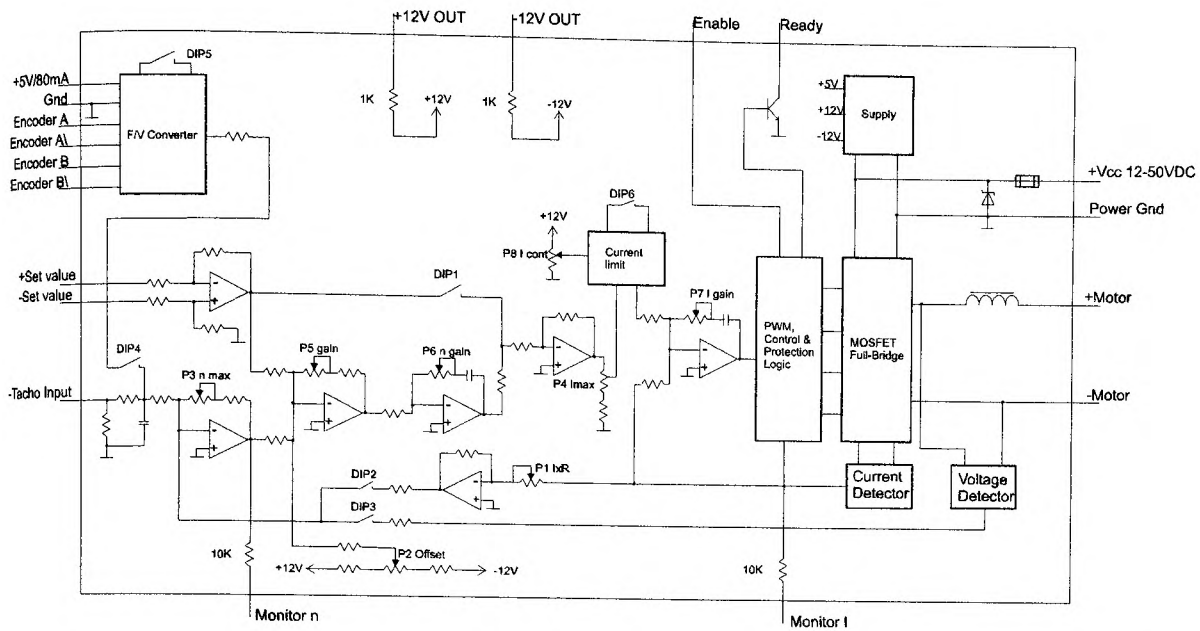 +12V OUT
-12V OUT
Enable
Ready
DIP5
+5V/80mA
Gnd
Encoder A
Encoder A\
Encoder B
Encoder B\
F/V Converter
1K
+12V
1K
-12V
+5V
+12V
-12V
Supply
+Vcc 12-50VDC
Power Gnd
DIP6
+12V
P8 I cont
Current
limit
+Set value
-Set value
DIP1
P7 I gain
+Motor
PWM,
Control &
Protection
Logic
MOSFET
Full-Bridge
DIP4
P5 gain
P6 n gain
P4 Imax
-Tacho Input
P3 n max
-Motor
DIP2
P1 IxR
Current
Detector
Voltage
Detector
DIP3
10K
P2 Offset
+12V
-12V
10K
Monitor n
Monitor I